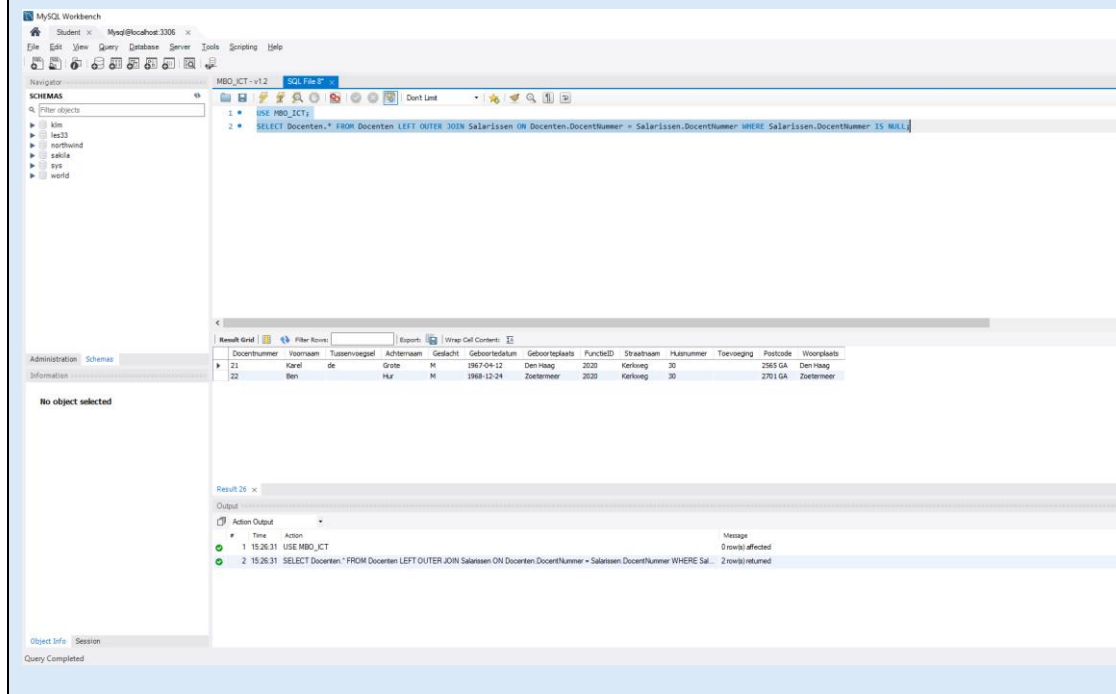 MySQL Workbench
Student × Mysql@localhost:3306 ×
File Edit View Query Database Server Tools Scripting Help
Navigator
SCHEMAS
Filter objects
kim
les33
northwind
sakila
sys
world
Administration Schemas
Information
No object selected
Object Info Session
Query Completed
MBO_ICT - v1.2 SQL File 8* ×
Don't Limit
1 USE MBO_ICT;
2 SELECT Docenten.* FROM Docenten LEFT OUTER JOIN Salarissen ON Docenten.DocentNummer = Salarissen.DocentNummer WHERE Salarissen.DocentNummer IS NULL;
Result Grid Filter Rows: Export: Wrap Cell Content:
Docentnummer Voornaam Tussenvoegsel Achternaam Geslacht Geboortedatum Geboorteplaats FunctieID Straatnaam Huisnummer Toevoeging Postcode Woonplaats
21 Karel de Grote M 1967-04-12 Den Haag 2020 Kerkweg 30 2565 GA Den Haag
22 Ben Hur M 1968-12-24 Zoetermeer 2020 Kerkweg 30 2701 GA Zoetermeer
Result 26 ×
Output
Action Output
# Time Action Message
1 15:26:31 USE MBO_ICT 0 row(s) affected
2 15:26:31 SELECT Docenten.* FROM Docenten LEFT OUTER JOIN Salarissen ON Docenten.DocentNummer = Salarissen.DocentNummer WHERE Sal... 2 row(s) returned